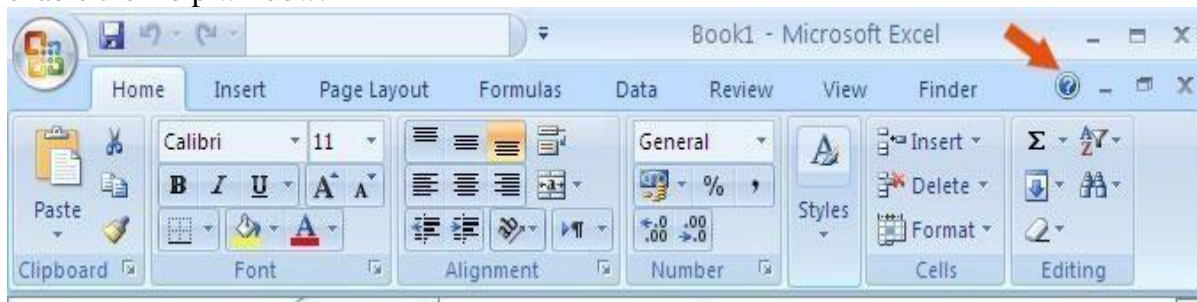 Book1 - Microsoft Excel
Home Insert Page Layout Formulas Data Review View Finder
Calibri 11 General Insert
B I U A A % , Delete
Paste Styles Format
Clipboard Font Alignment Number Cells Editing